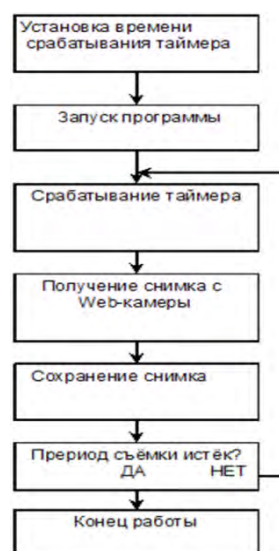 Установка времени
срабатывания таймера
Запуск программы
Срабатывание таймера
Получение снимка с
Web-камеры
Сохранение снимка
Прериод съёмки истёк?
ДА НЕТ
Конец работы